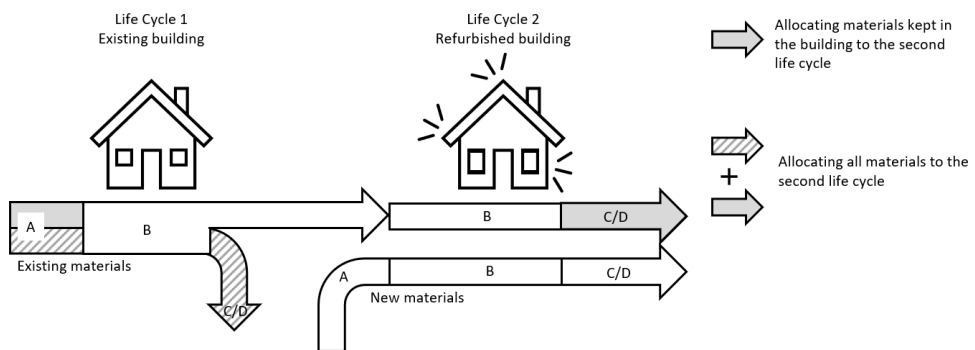 Life Cycle 1
Existing building
Life Cycle 2
Refurbished building
Allocating materials kept in
the building to the second
life cycle
+
Allocating all materials to the
second life cycle
A
B
B
C/D
Existing materials
C/D
A
B
C/D
New materials